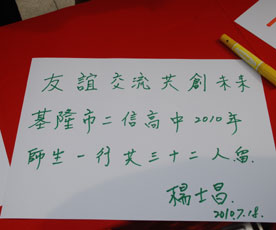 友誼交流共創未來
基隆市二信高中2010年
師生一行共三十二人留.
楊士昌.
2010.7.18.